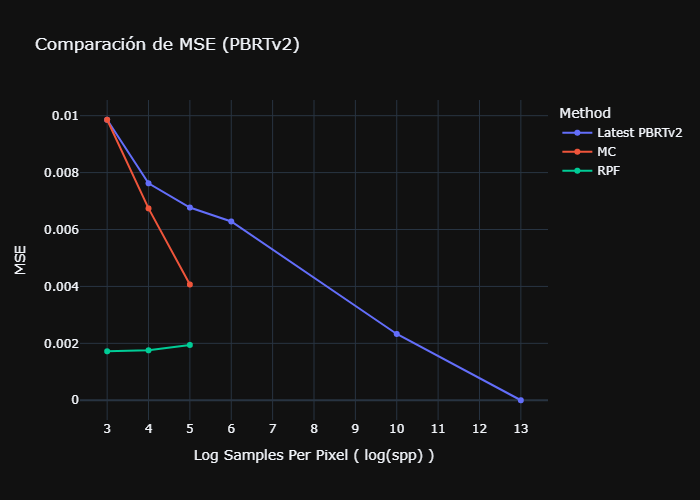 Comparación de MSE (PBRTv2)
Method
Latest PBRTv2
MC
RPF
MSE
0.01
0.008
0.006
0.004
0.002
0
3 4 5 6 7 8 9 10 11 12 13
Log Samples Per Pixel ( log(spp) )